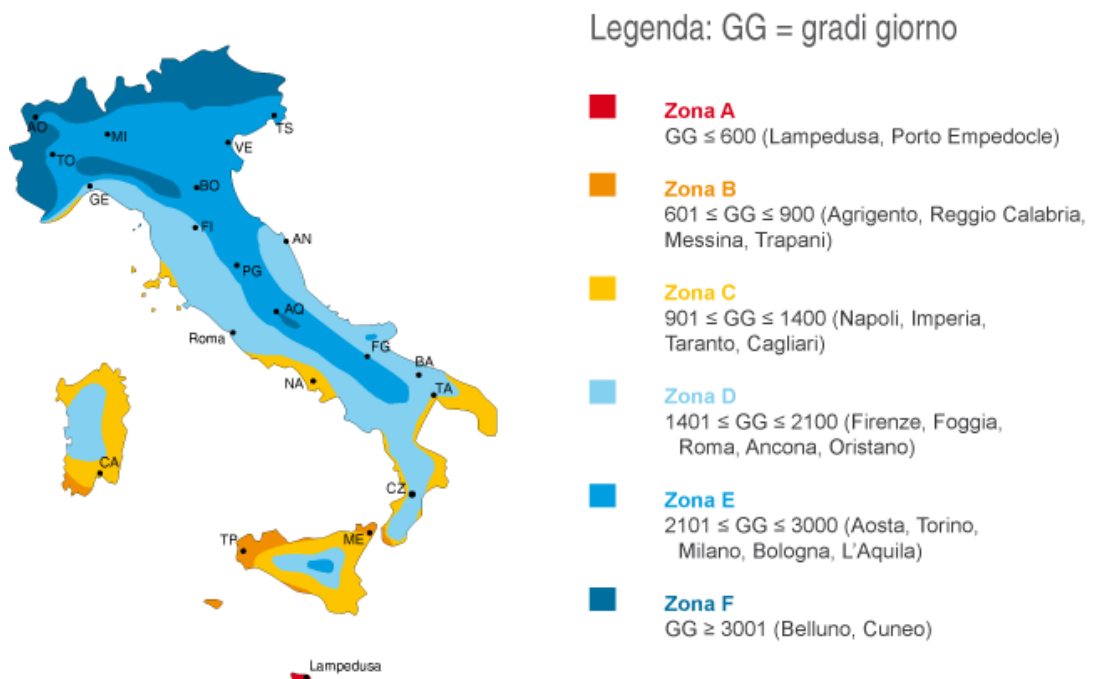 Legenda: GG = gradi giorno
Zona A
GG ≤ 600 (Lampedusa, Porto Empedocle)
Zona B
601 ≤ GG ≤ 900 (Agrigento, Reggio Calabria,
Messina, Trapani)
Zona C
901 ≤ GG ≤ 1400 (Napoli, Imperia,
Taranto, Cagliari)
Zona D
1401 ≤ GG ≤ 2100 (Firenze, Foggia,
Roma, Ancona, Oristano)
Zona E
2101 ≤ GG ≤ 3000 (Aosta, Torino,
Milano, Bologna, L'Aquila)
Zona F
GG ≥ 3001 (Belluno, Cuneo)
AO
MI
TS
VE
TO
BO
GE
FI
AN
PG
AQ
Roma
FG
BA
NA
TA
CA
CZ
TP
ME
Lampedusa